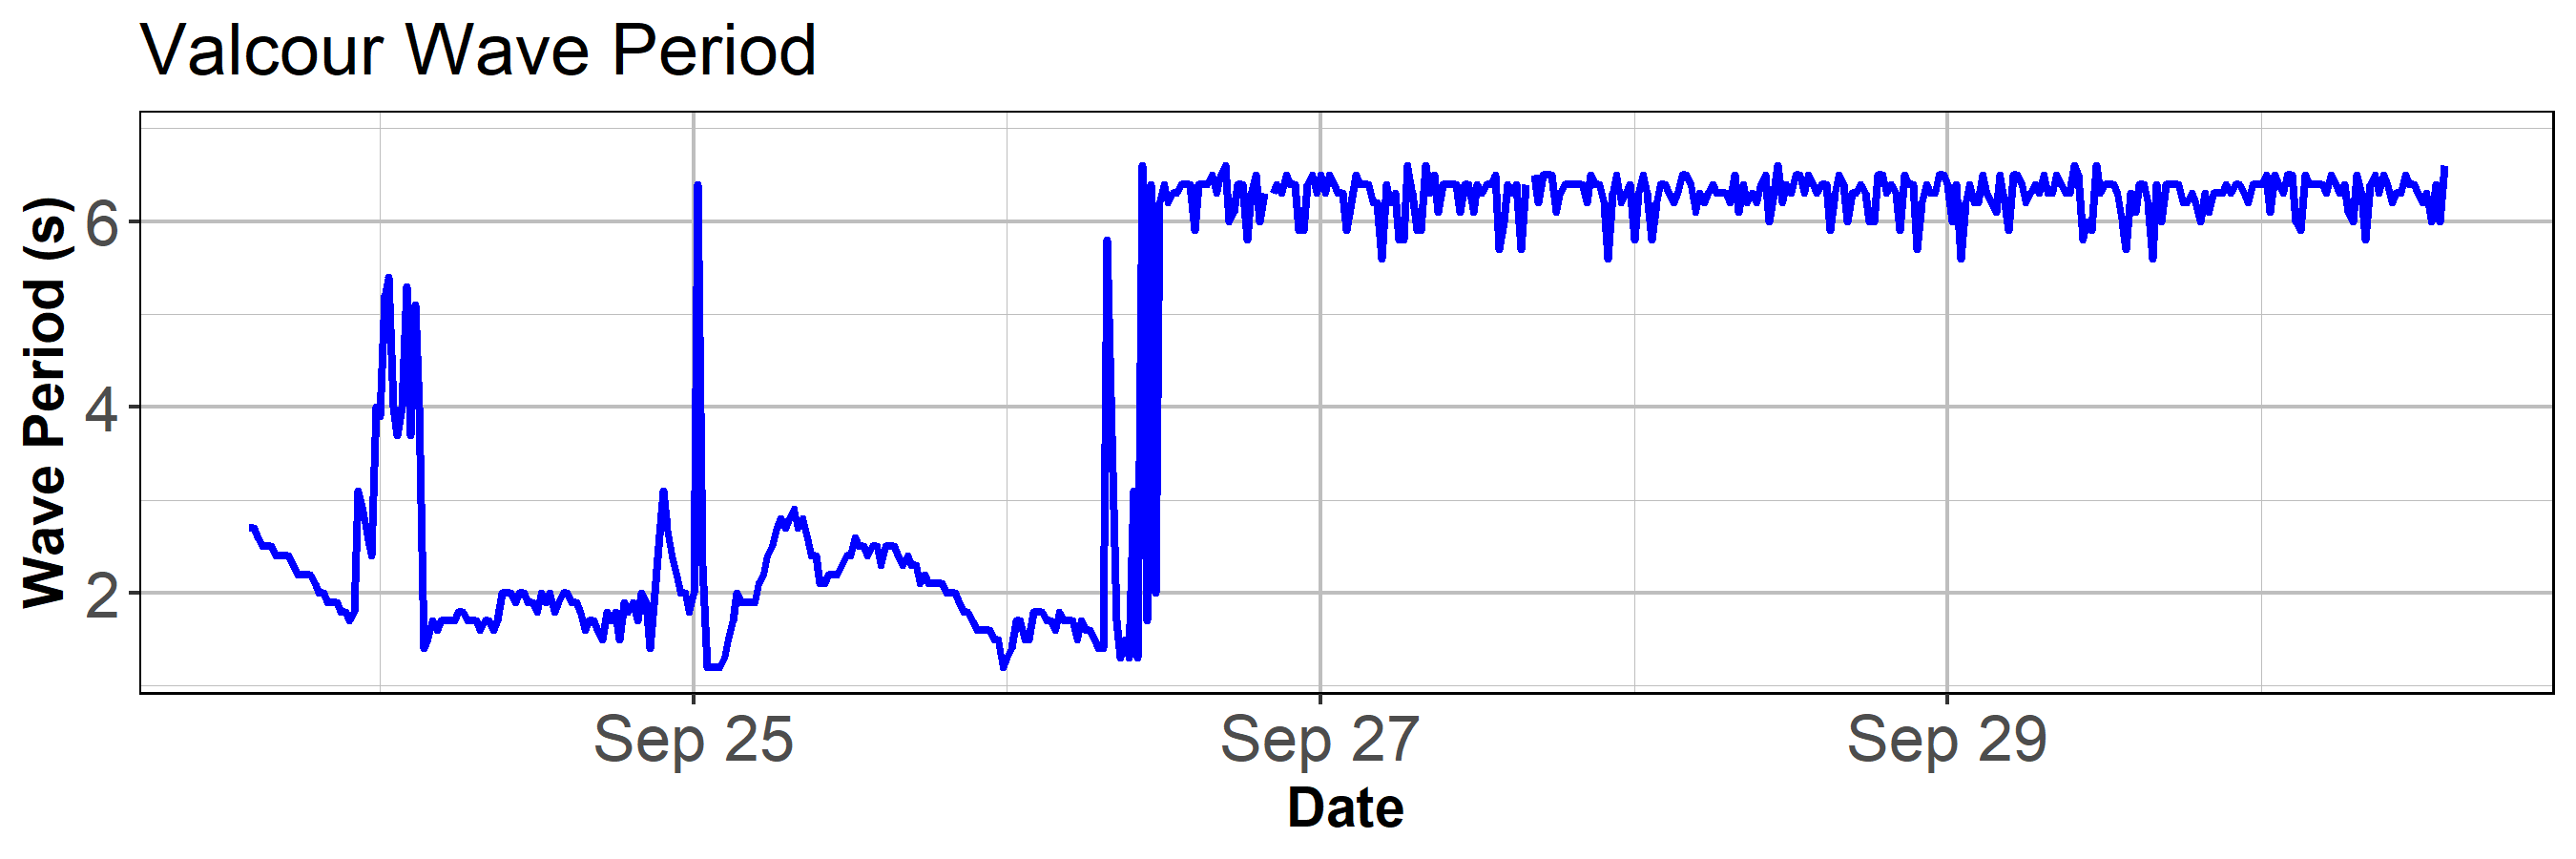 Valcour Wave Period
Wave Period (s)
6
4
2
Sep 25
Sep 27
Sep 29
Date